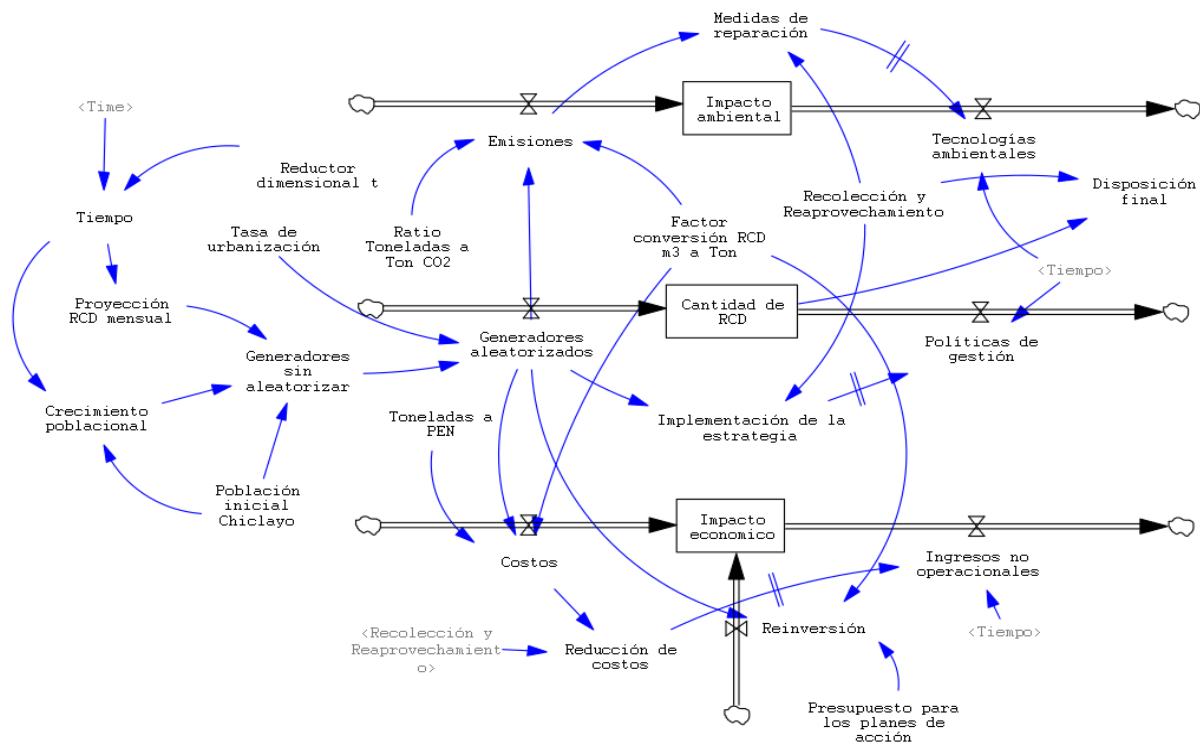 Medidas de
reparación
<Time>
Impacto
ambiental
Emisiones
Tecnologías
ambientales
Reductor
dimensional t
Recolección y
Reaprovechamiento
Disposición
final
Tiempo
Tasa de
urbanización
Ratio
Toneladas a
Ton CO2
Factor
conversión RCD
m3 a Ton
<Tiempo>
Proyección
RCD mensual
Cantidad de
RCD
Generadores
sin
aleatorizar
Generadores
aleatorizados
Políticas de
gestión
Crecimiento
poblacional
Toneladas a
PEN
Implementación de la
estrategia
Población
inicial
Chiclayo
Impacto
economico
Costos
Ingresos no
operacionales
<Recolección y
Reaprovechamient
o>
Reducción de
costos
Reinversión
<Tiempo>
Presupuesto para
los planes de
acción